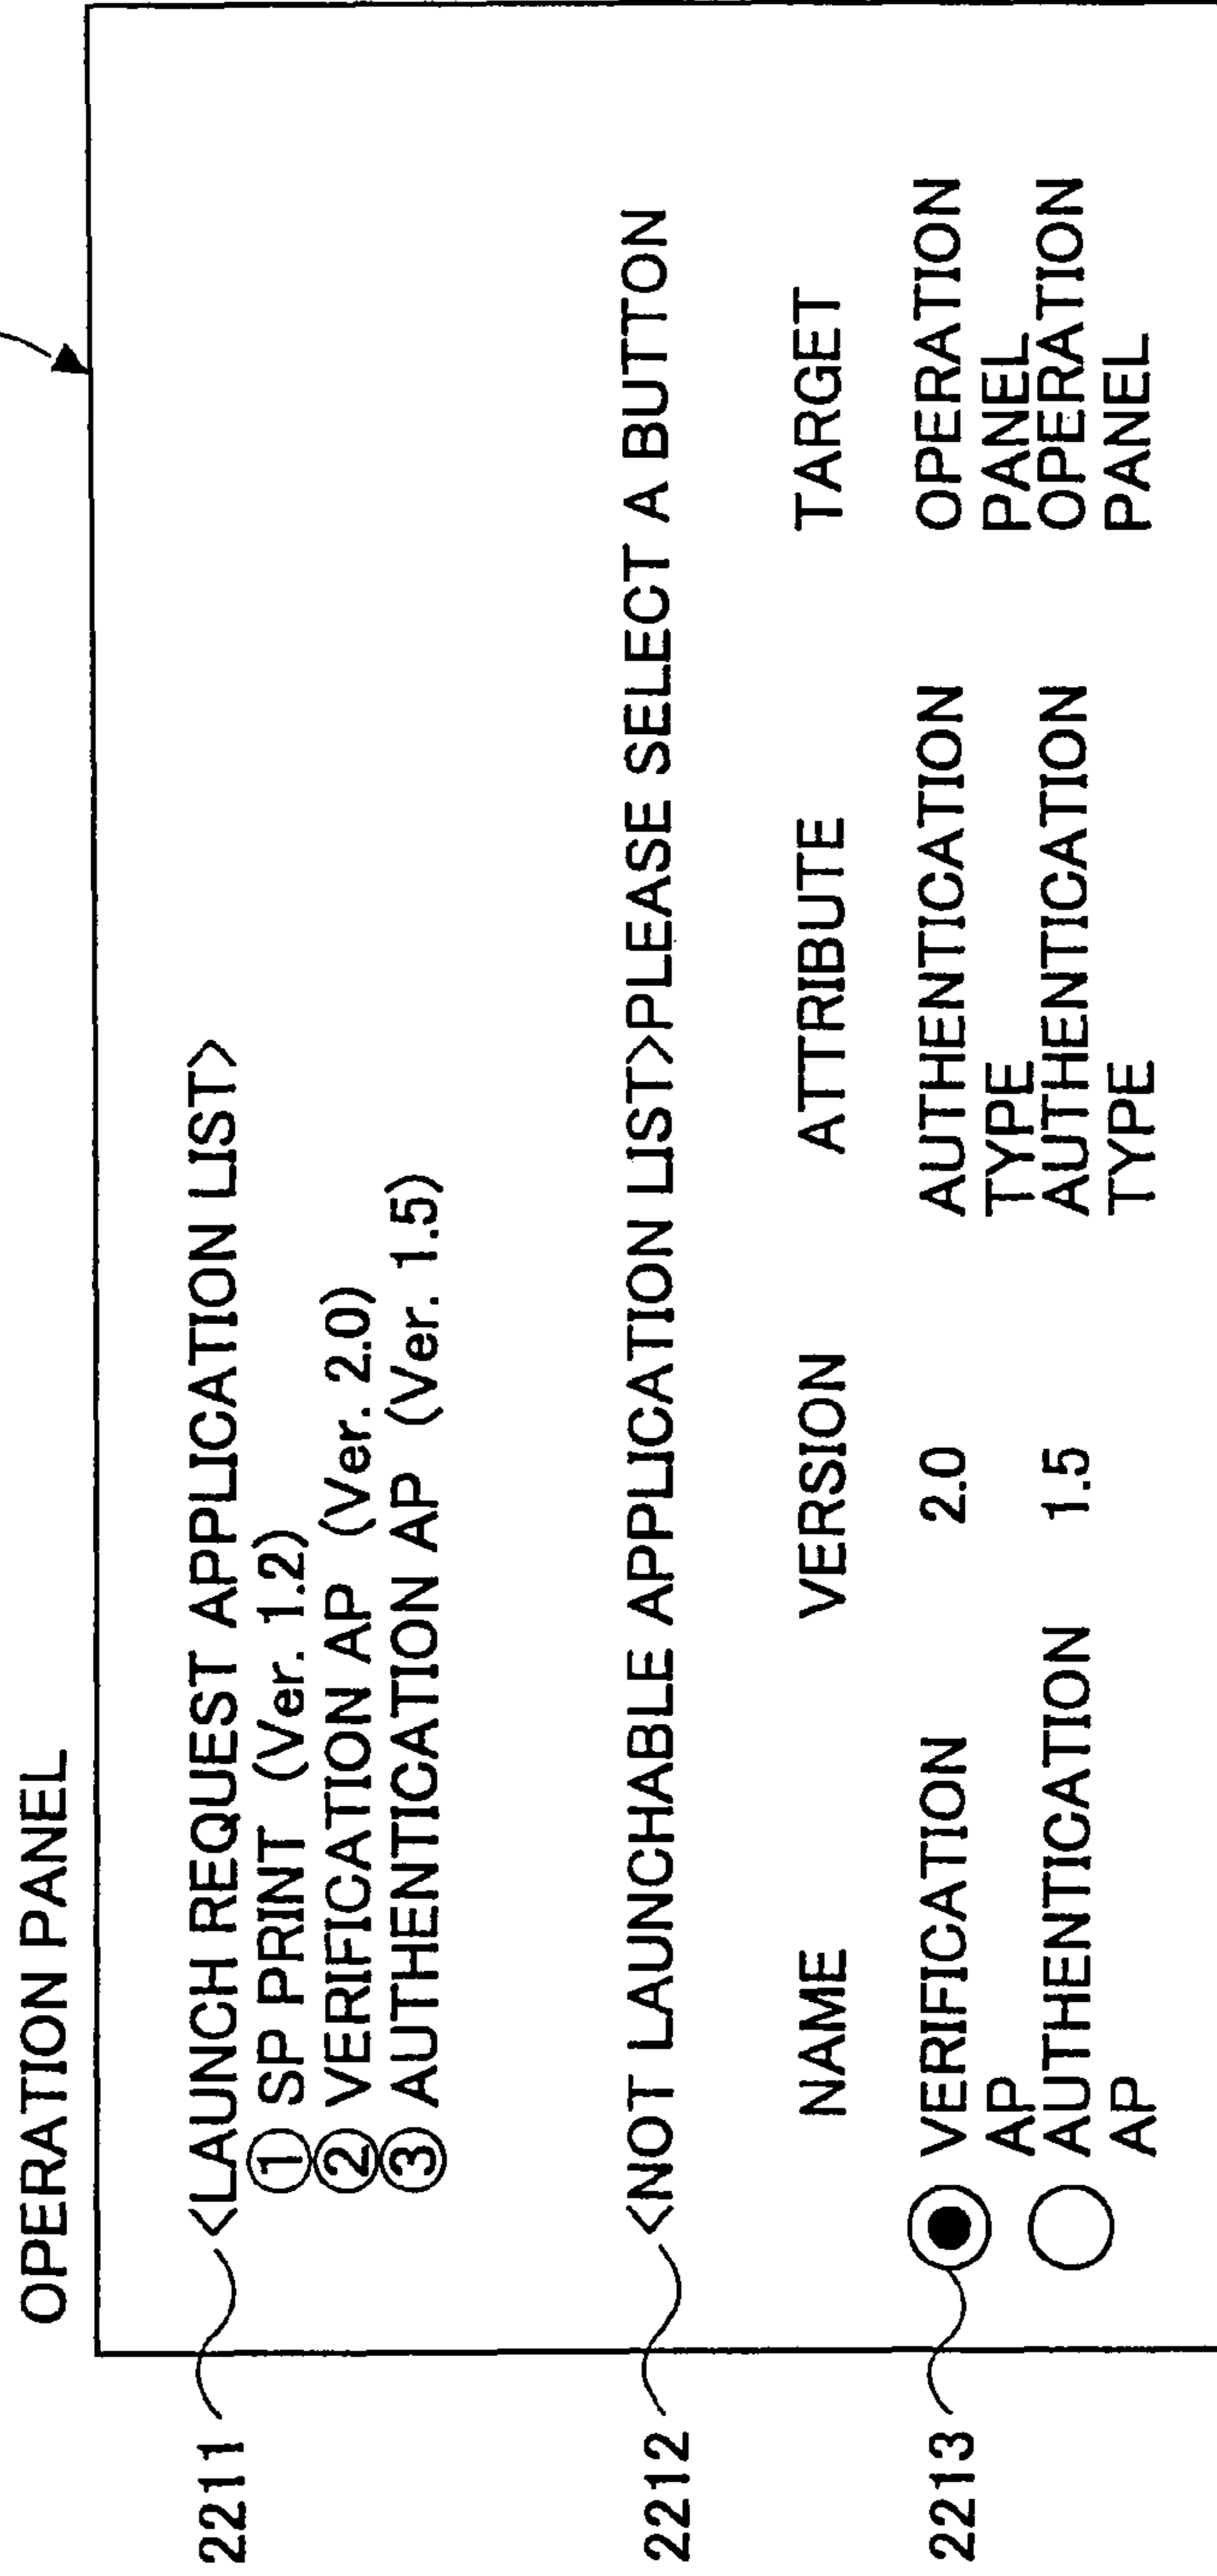 OPERATION PANEL
2211
<LAUNCH REQUEST APPLICATION LIST>
① SP PRINT (Ver. 1.2)
② VERIFICATION AP (Ver. 2.0)
③ AUTHENTICATION AP (Ver. 1.5)
2212
<NOT LAUNCHABLE APPLICATION LIST>PLEASE SELECT A BUTTON
NAME VERSION ATTRIBUTE TARGET
2213
VERIFICATION 2.0 AUTHENTICATION OPERATION
AP TYPE PANEL
AUTHENTICATION 1.5 AUTHENTICATION OPERATION
AP TYPE PANEL